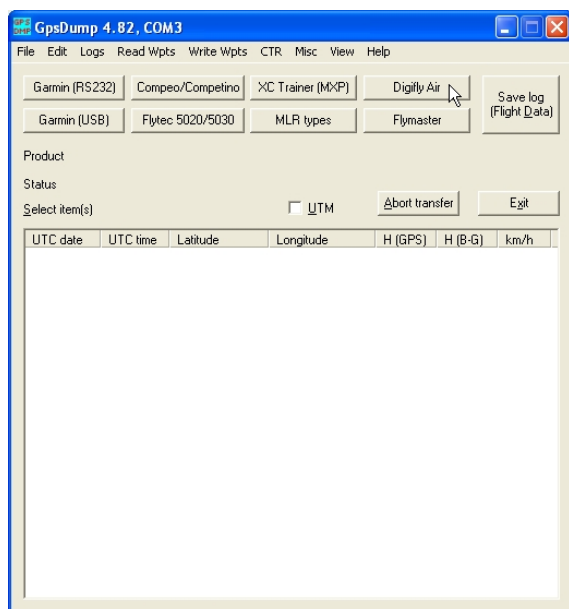 GPS DMP GpsDump 4.82, COM3
File Edit Logs Read Wpts Write Wpts CTR Misc View Help
Garmin (RS232) Compeo/Competino XC Trainer (MXP) Digifly Air Save log
Garmin (USB) Flytec 5020/5030 MLR types Flymaster (Flight Data)
Product
Status
Select item(s) UTM Abort transfer Exit
UTC date UTC time Latitude Longitude H (GPS) H (B-G) km/h